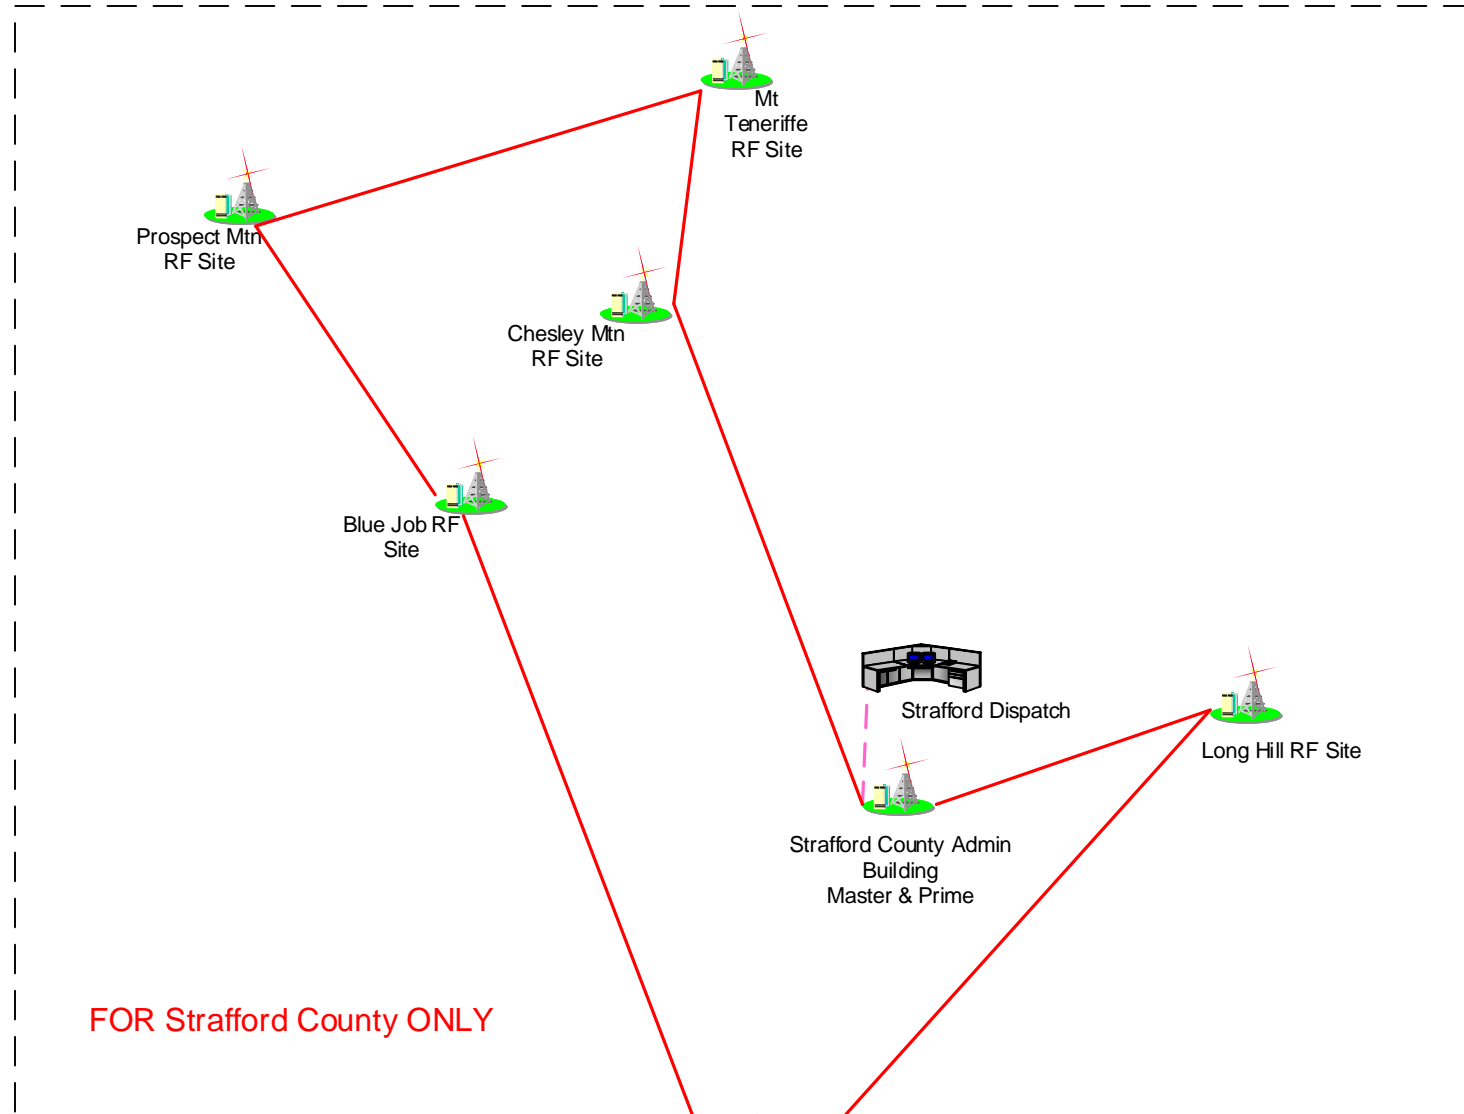 Mt
Teneriffe
RF Site
Prospect Mtn
RF Site
Chesley Mtn
RF Site
Blue Job RF
Site
Strafford Dispatch
Long Hill RF Site
Strafford County Admin
Building
Master & Prime
FOR Strafford County ONLY